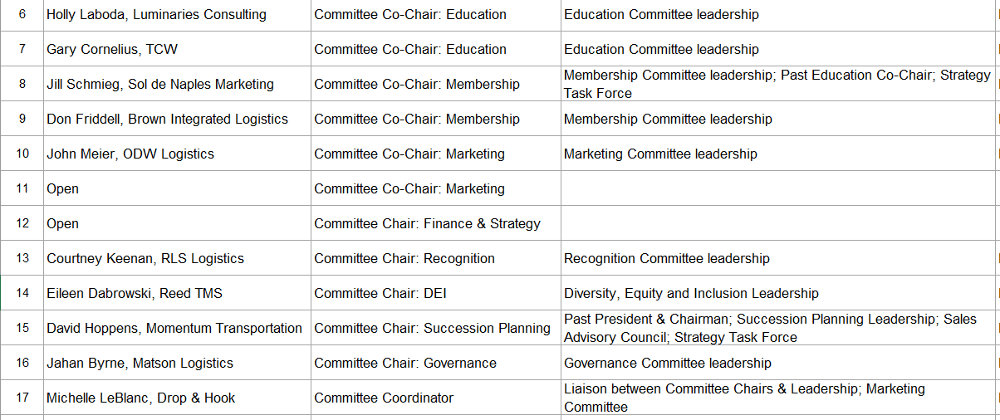 6 Holly Laboda, Luminaries Consulting Committee Co-Chair: Education Education Committee leadership
7 Gary Cornelius, TCW Committee Co-Chair: Education Education Committee leadership
8 Jill Schmieg, Sol de Naples Marketing Committee Co-Chair: Membership Membership Committee leadership; Past Education Co-Chair; Strategy
Task Force
9 Don Friddell, Brown Integrated Logistics Committee Co-Chair: Membership Membership Committee leadership
10 John Meier, ODW Logistics Committee Co-Chair: Marketing Marketing Committee leadership
11 Open Committee Co-Chair: Marketing
12 Open Committee Chair: Finance & Strategy
13 Courtney Keenan, RLS Logistics Committee Chair: Recognition Recognition Committee leadership
14 Eileen Dabrowski, Reed TMS Committee Chair: DEI Diversity, Equity and Inclusion Leadership
15 David Hoppens, Momentum Transportation Committee Chair: Succession Planning Past President & Chairman; Succession Planning Leadership; Sales
Advisory Council; Strategy Task Force
16 Jahan Byrne, Matson Logistics Committee Chair: Governance Governance Committee leadership
17 Michelle LeBlanc, Drop & Hook Committee Coordinator Liaison between Committee Chairs & Leadership; Marketing
Committee